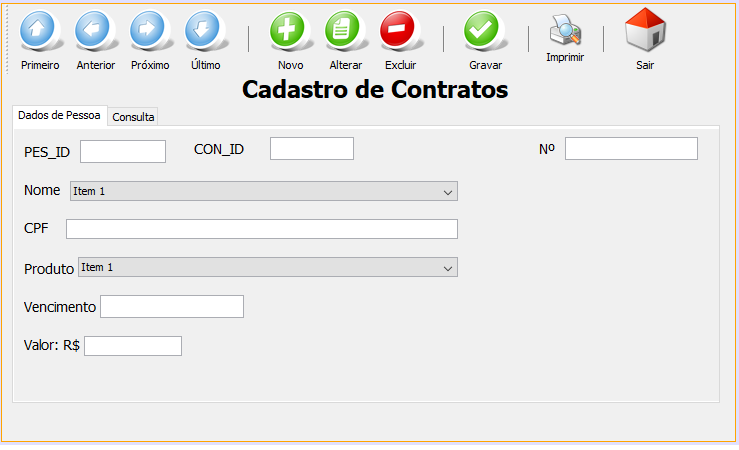 Primeiro Anterior Próximo Último Novo Alterar Excluir Gravar Imprimir Sair
Cadastro de Contratos
Dados de Pessoa Consulta
PES_ID CON_ID Nº
Nome Item 1
CPF
Produto Item 1
Vencimento
Valor: R$